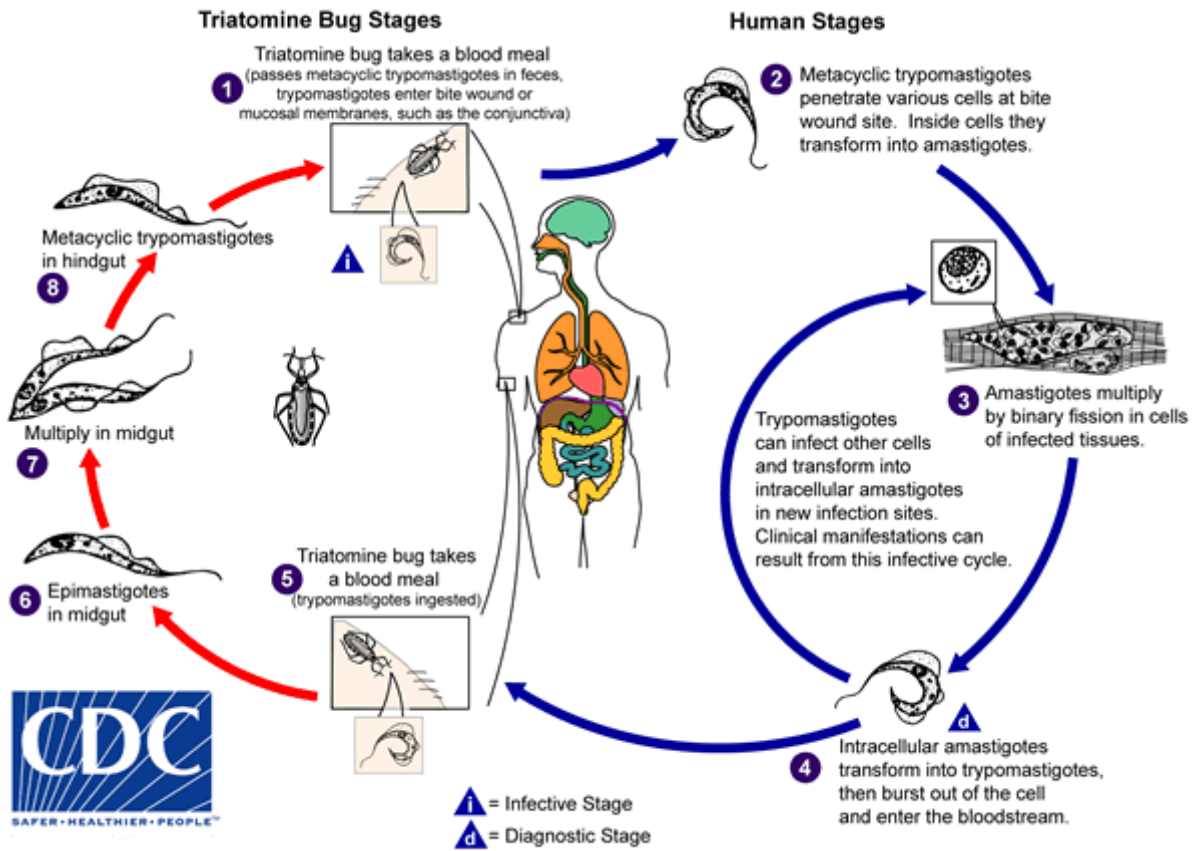 Triatomine Bug Stages
Human Stages
Triatomine bug takes a blood meal
(passes metacyclic trypomastigotes in feces,
trypomastigotes enter bite wound or
mucosal membranes, such as the conjunctiva)
1
i
2
Metacyclic trypomastigotes
penetrate various cells at bite
wound site. Inside cells they
transform into amastigotes.
3
Amastigotes multiply
by binary fission in cells
of infected tissues.
Trypomastigotes
can infect other cells
and transform into
intracellular amastigotes
in new infection sites.
Clinical manifestations can
result from this infective cycle.
d
4
Intracellular amastigotes
transform into trypomastigotes,
then burst out of the cell
and enter the bloodstream.
5
Triatomine bug takes
a blood meal
(trypomastigotes ingested)
6
Epimastigotes
in midgut
Multiply in midgut
7
Metacyclic trypomastigotes
in hindgut
8
i = Infective Stage
d = Diagnostic Stage
CDC
SAFER•HEALTHIER•PEOPLE™